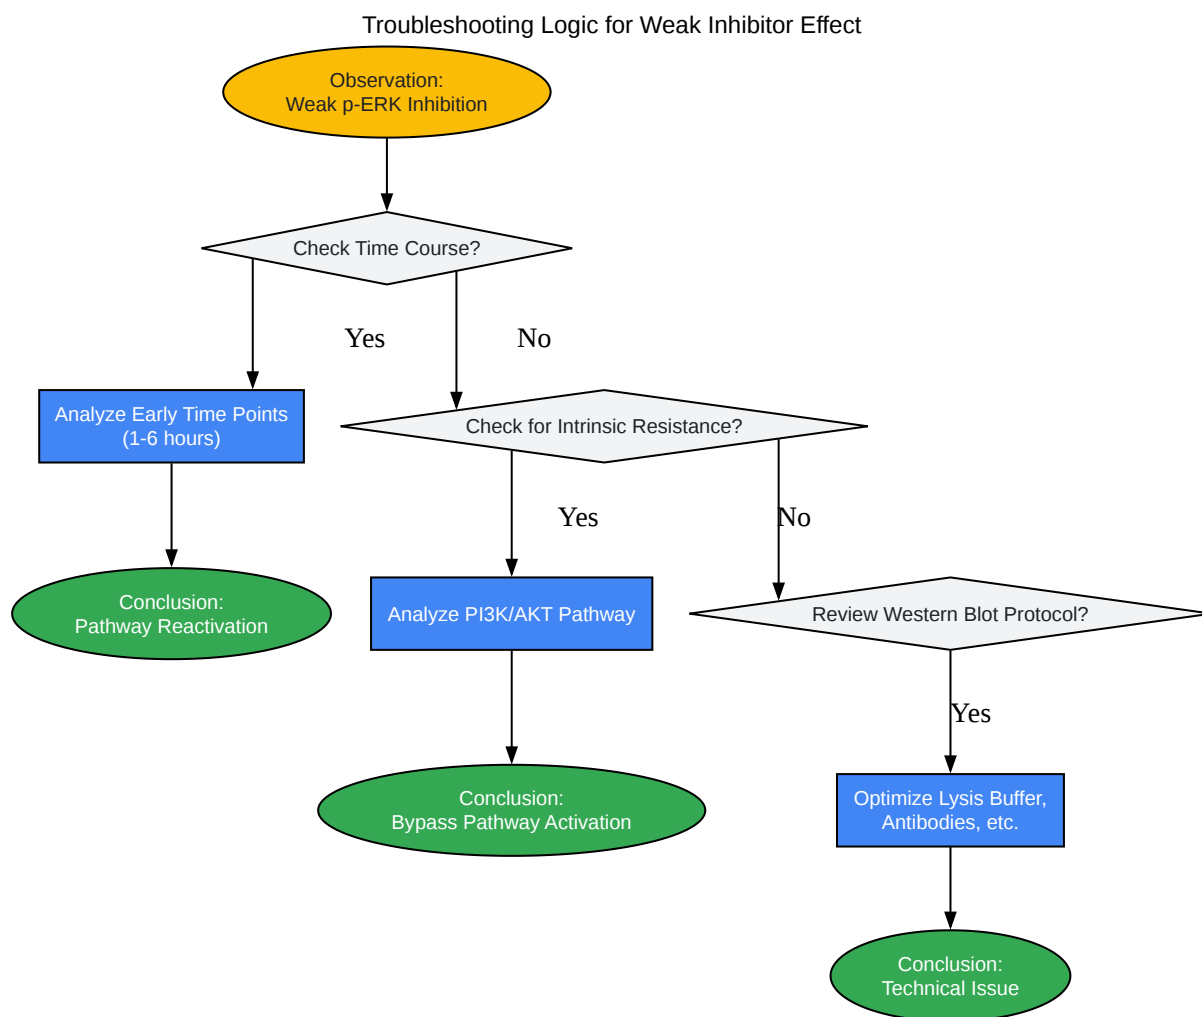 Troubleshooting Logic for Weak Inhibitor Effect
Observation:
Weak p-ERK Inhibition
Check Time Course?
Yes
No
Analyze Early Time Points
(1-6 hours)
Check for Intrinsic Resistance?
Yes
No
Conclusion:
Pathway Reactivation
Analyze PI3K/AKT Pathway
Review Western Blot Protocol?
Yes
Conclusion:
Bypass Pathway Activation
Optimize Lysis Buffer,
Antibodies, etc.
Conclusion:
Technical Issue